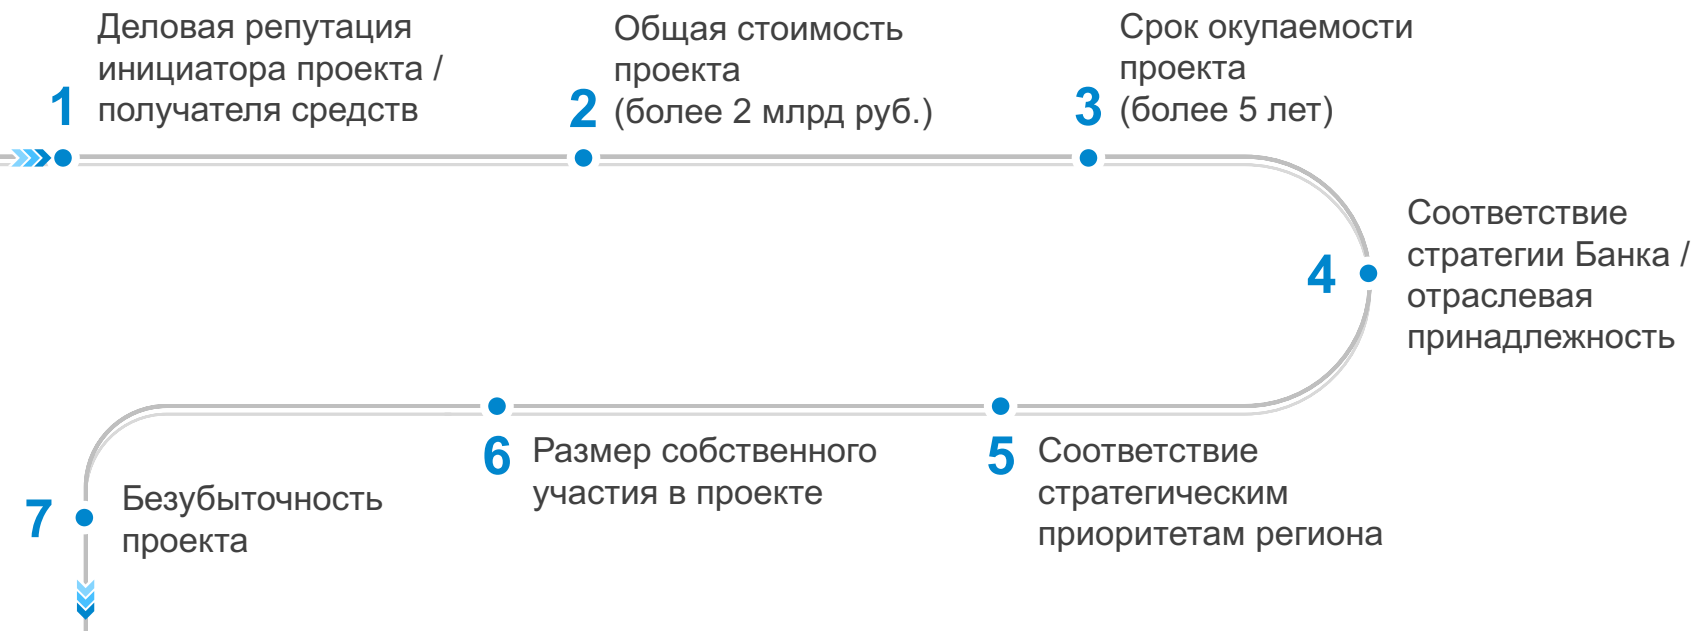 1
Деловая репутация
инициатора проекта /
получателя средств
2
Общая стоимость
проекта
(более 2 млрд руб.)
3
Срок окупаемости
проекта
(более 5 лет)
4
Соответствие
стратегии Банка /
отраслевая
принадлежность
5
Соответствие
стратегическим
приоритетам региона
6
Размер собственного
участия в проекте
7
Безубыточность
проекта